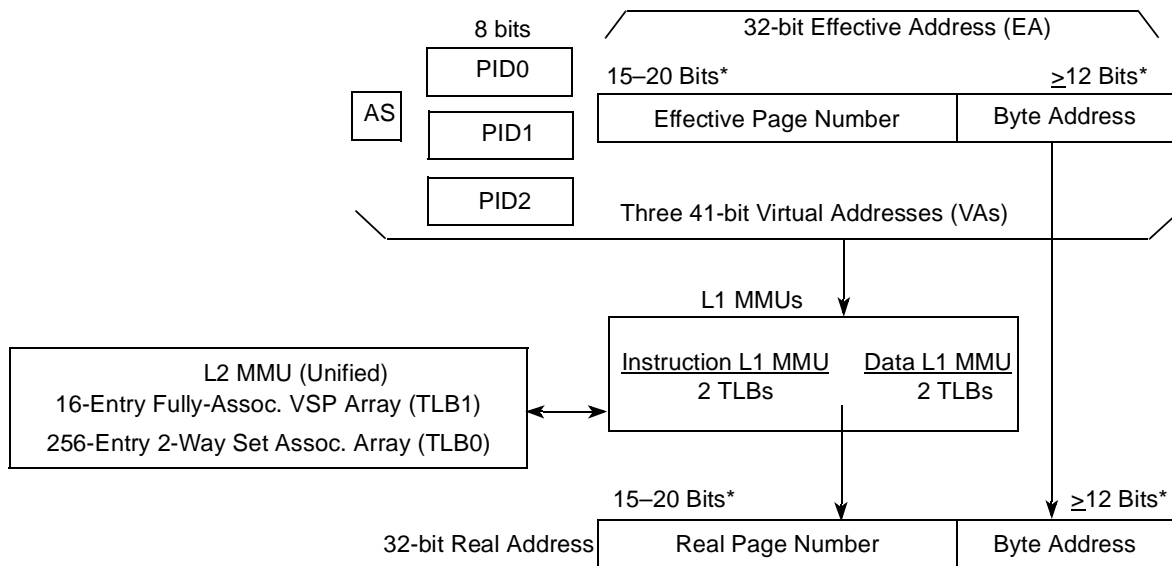 8 bits
32-bit Effective Address (EA)
PID0
15–20 Bits*
≥12 Bits*
AS
PID1
Effective Page Number
Byte Address
PID2
Three 41-bit Virtual Addresses (VAs)
L1 MMUs
L2 MMU (Unified)
16-Entry Fully-Assoc. VSP Array (TLB1)
256-Entry 2-Way Set Assoc. Array (TLB0)
Instruction L1 MMU
2 TLBs
Data L1 MMU
2 TLBs
15–20 Bits*
≥12 Bits*
32-bit Real Address
Real Page Number
Byte Address